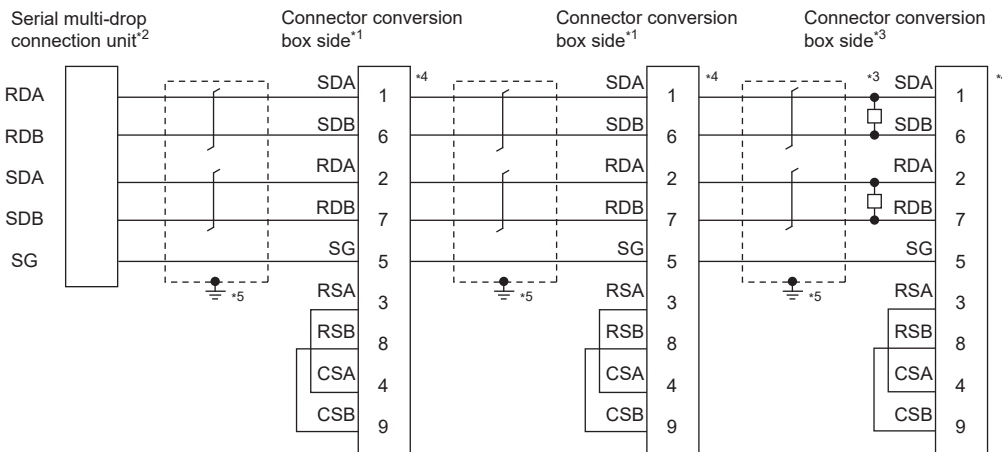 Serial multi-drop
connection unit*2
Connector conversion
box side*1
Connector conversion
box side*1
Connector conversion
box side*3
RDA
RDB
SDA
SDB
SG
*5
SDA
SDB
RDA
RDB
SG
RSA
RSB
CSA
CSB
*4
1
6
2
7
5
3
8
4
9
*5
SDA
SDB
RDA
RDB
SG
RSA
RSB
CSA
CSB
*4
1
6
2
7
5
3
8
4
9
*5
*3
SDA
SDB
RDA
RDB
SG
RSA
RSB
CSA
CSB
1
6
2
7
5
3
8
4
9